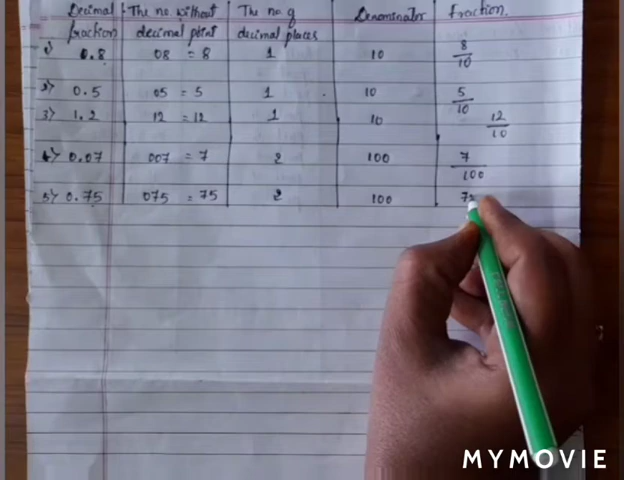 Decimal fraction The no. without decimal point The no of decimal places Denominator fraction.
1) 0.8 08 = 8 1 10 8/10
2) 0.5 05 = 5 1 10 5/10
3) 1.2 12 = 12 1 10 12/10
4) 0.07 007 = 7 2 100 7/100
5) 0.75 075 = 75 2 100 7
MYMOVIE